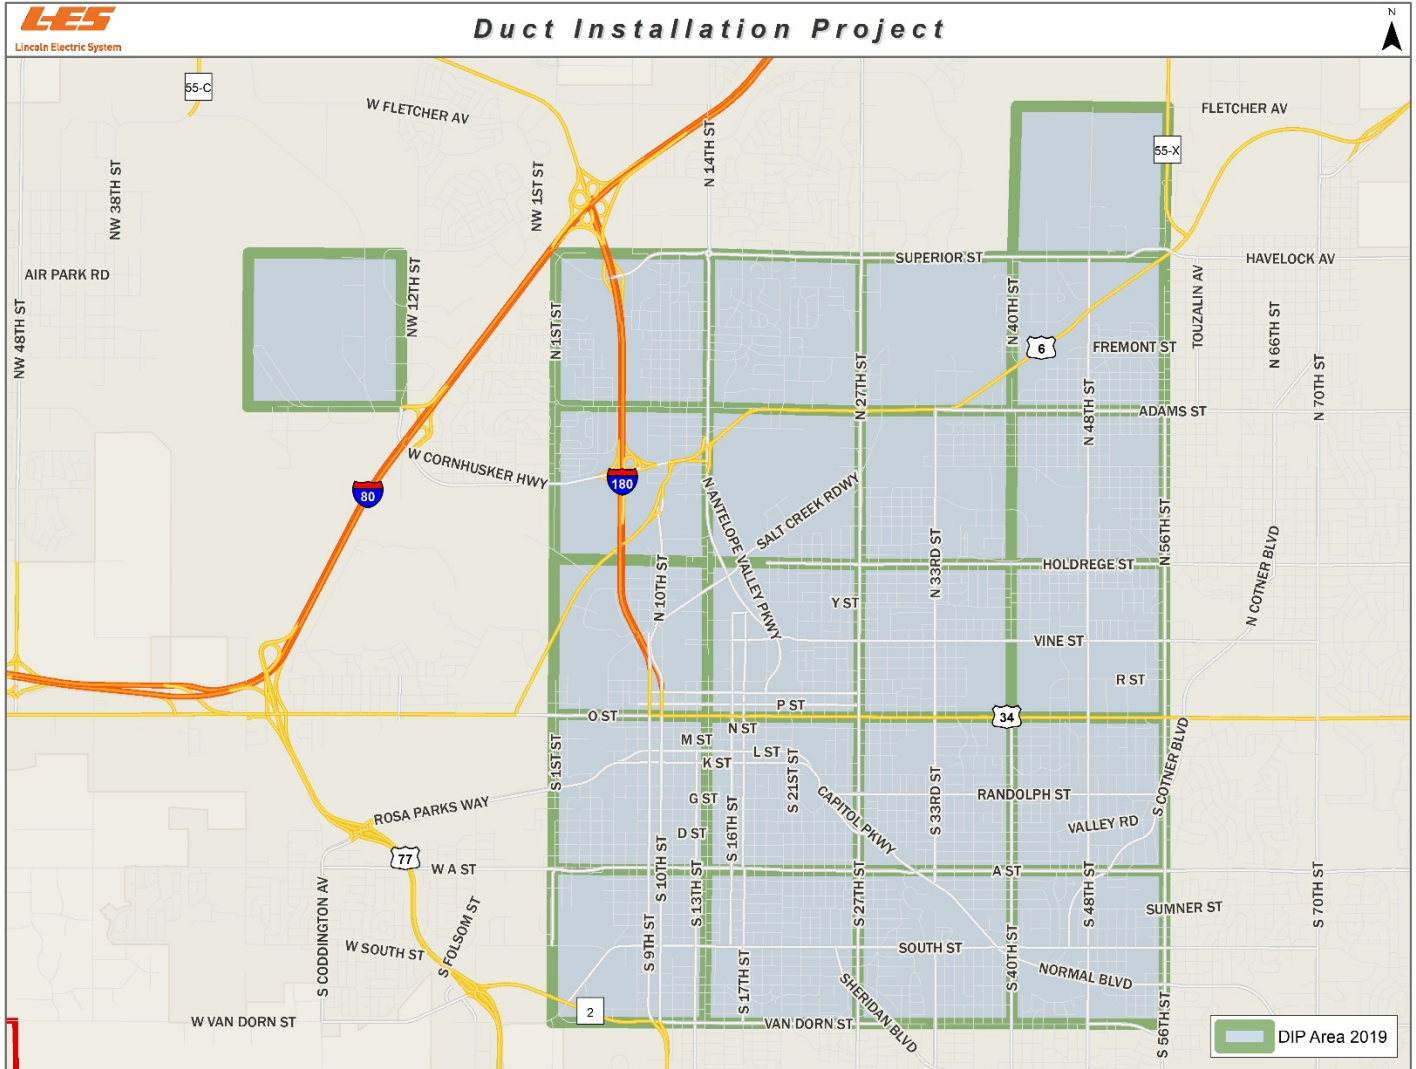 LES
Lincoln Electric System
Duct Installation Project
N
55-C
W FLETCHER AV
FLETCHER AV
55-X
N 14TH ST
NW 38TH ST
NW 1ST ST
AIR PARK RD
NW 12TH ST
SUPERIOR ST
HAVELOCK AV
NW 48TH ST
N 1ST ST
N 40TH ST
TOUZALIN AV
N 66TH ST
6
FREMONT ST
N 27TH ST
N 48TH ST
N 70TH ST
ADAMS ST
W CORNHUSKER HWY
80
180
N ANTELOPE VALLEY PKWY
SALT CREEK RDWY
N 33RD ST
N 56TH ST
HOLDREGE ST
N 10TH ST
N COTNER BLVD
Y ST
VINE ST
R ST
P ST
O ST
34
N ST
M ST
L ST
K ST
S 1ST ST
S 21ST ST
S COTNER BLVD
RANDOLPH ST
G ST
S 16TH ST
S 33RD ST
ROSA PARKS WAY
CAPITOL PKWY
VALLEY RD
D ST
77
W A ST
A ST
S 10TH ST
S 13TH ST
S 27TH ST
S 48TH ST
S 70TH ST
SUMNER ST
S CODDINGTON AV
S FOLSOM ST
W SOUTH ST
S 9TH ST
SOUTH ST
S 40TH ST
S 17TH ST
NORMAL BLVD
SHERIDAN BLVD
2
W VAN DORN ST
VAN DORN ST
S 56TH ST
DIP Area 2019